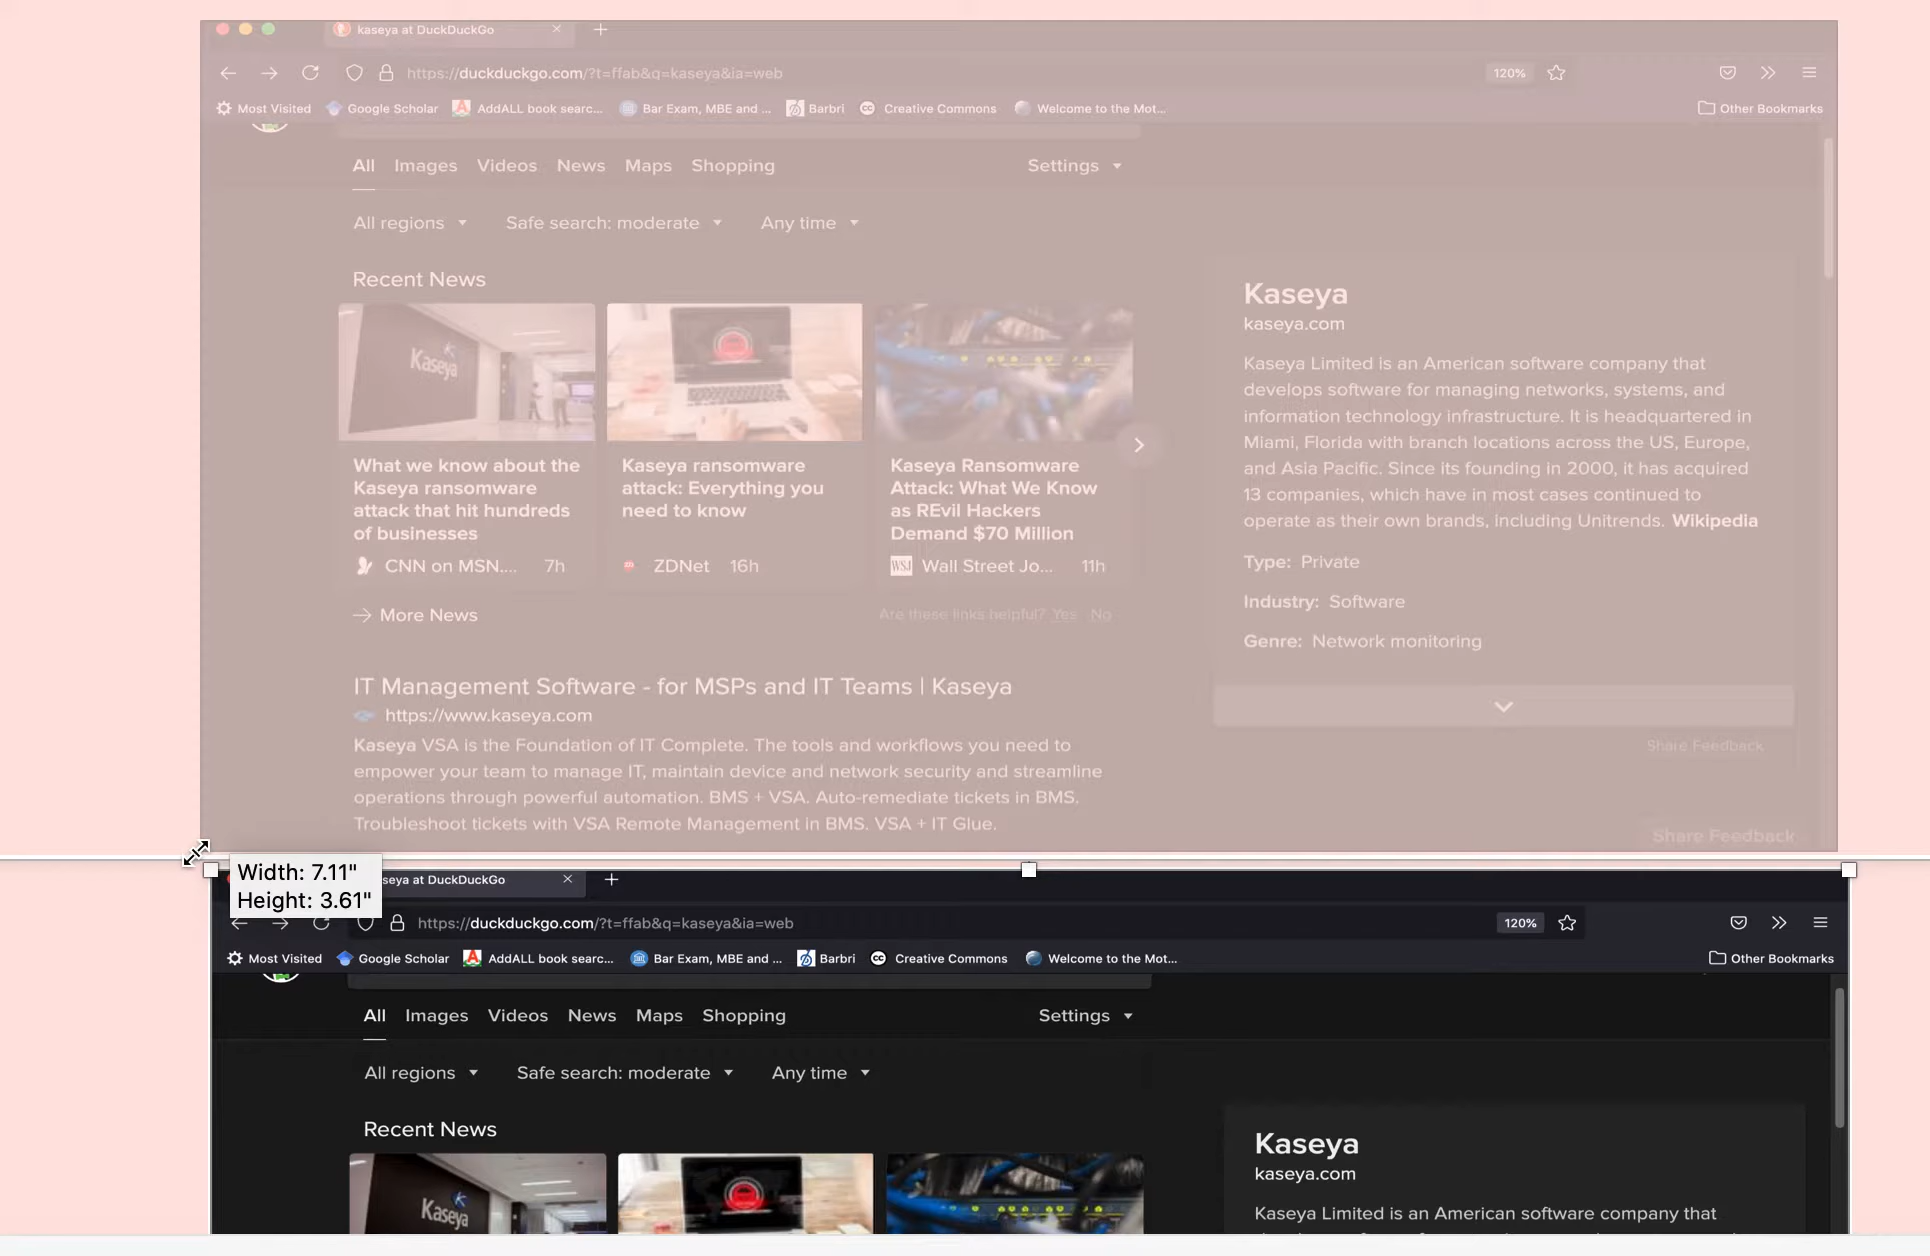 kaseya at DuckDuckGo
https://duckduckgo.com/?t=ffab&q=kaseya&ia=web
120%
Most Visited
Google Scholar
AddALL book searc...
Bar Exam, MBE and ...
Barbri
Creative Commons
Welcome to the Mot...
Other Bookmarks
All Images Videos News Maps Shopping
Settings
All regions
Safe search: moderate
Any time
Recent News
Kaseya
What we know about the
Kaseya ransomware
attack that hit hundreds
of businesses
CNN on MSN.... 7h
Kaseya ransomware
attack: Everything you
need to know
ZDNet 16h
Kaseya Ransomware
Attack: What We Know
as REvil Hackers
Demand $70 Million
WSJ Wall Street Jo... 11h
More News
Are these links helpful? Yes No
Kaseya
kaseya.com
Kaseya Limited is an American software company that
develops software for managing networks, systems, and
information technology infrastructure. It is headquartered in
Miami, Florida with branch locations across the US, Europe,
and Asia Pacific. Since its founding in 2000, it has acquired
13 companies, which have in most cases continued to
operate as their own brands, including Unitrends. Wikipedia
Type: Private
Industry: Software
Genre: Network monitoring
Share Feedback
IT Management Software - for MSPs and IT Teams | Kaseya
https://www.kaseya.com
Kaseya VSA is the Foundation of IT Complete. The tools and workflows you need to
empower your team to manage IT, maintain device and network security and streamline
operations through powerful automation. BMS + VSA. Auto-remediate tickets in BMS.
Troubleshoot tickets with VSA Remote Management in BMS. VSA + IT Glue.
Share Feedback
Width: 7.11"
Height: 3.61"
seya at DuckDuckGo
https://duckduckgo.com/?t=ffab&q=kaseya&ia=web
120%
Most Visited
Google Scholar
AddALL book searc...
Bar Exam, MBE and ...
Barbri
Creative Commons
Welcome to the Mot...
Other Bookmarks
All Images Videos News Maps Shopping
Settings
All regions
Safe search: moderate
Any time
Recent News
Kaseya
Kaseya
kaseya.com
Kaseya Limited is an American software company that